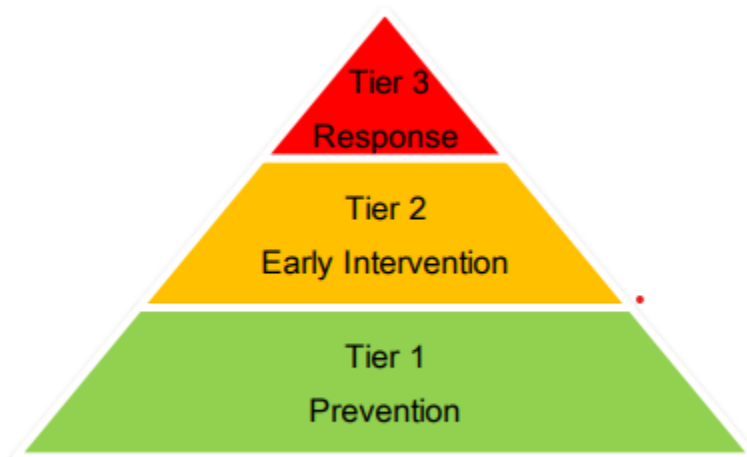 Tier 3
Response
Tier 2
Early Intervention
Tier 1
Prevention